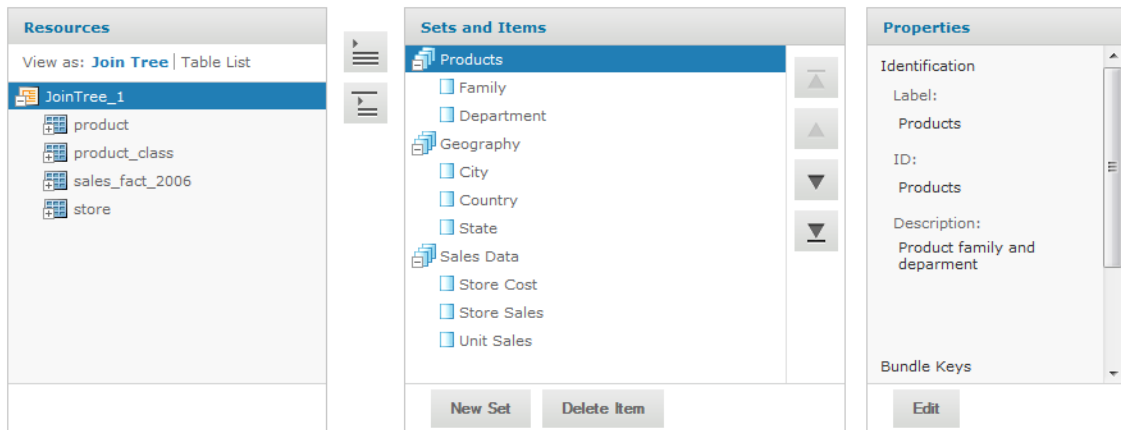 Resources
View as: Join Tree | Table List
JoinTree_1
product
product_class
sales_fact_2006
store
Sets and Items
Products
Family
Department
Geography
City
Country
State
Sales Data
Store Cost
Store Sales
Unit Sales
New Set Delete Item
Properties
Identification
Label:
Products
ID:
Products
Description:
Product family and
deparment
Bundle Keys
Edit